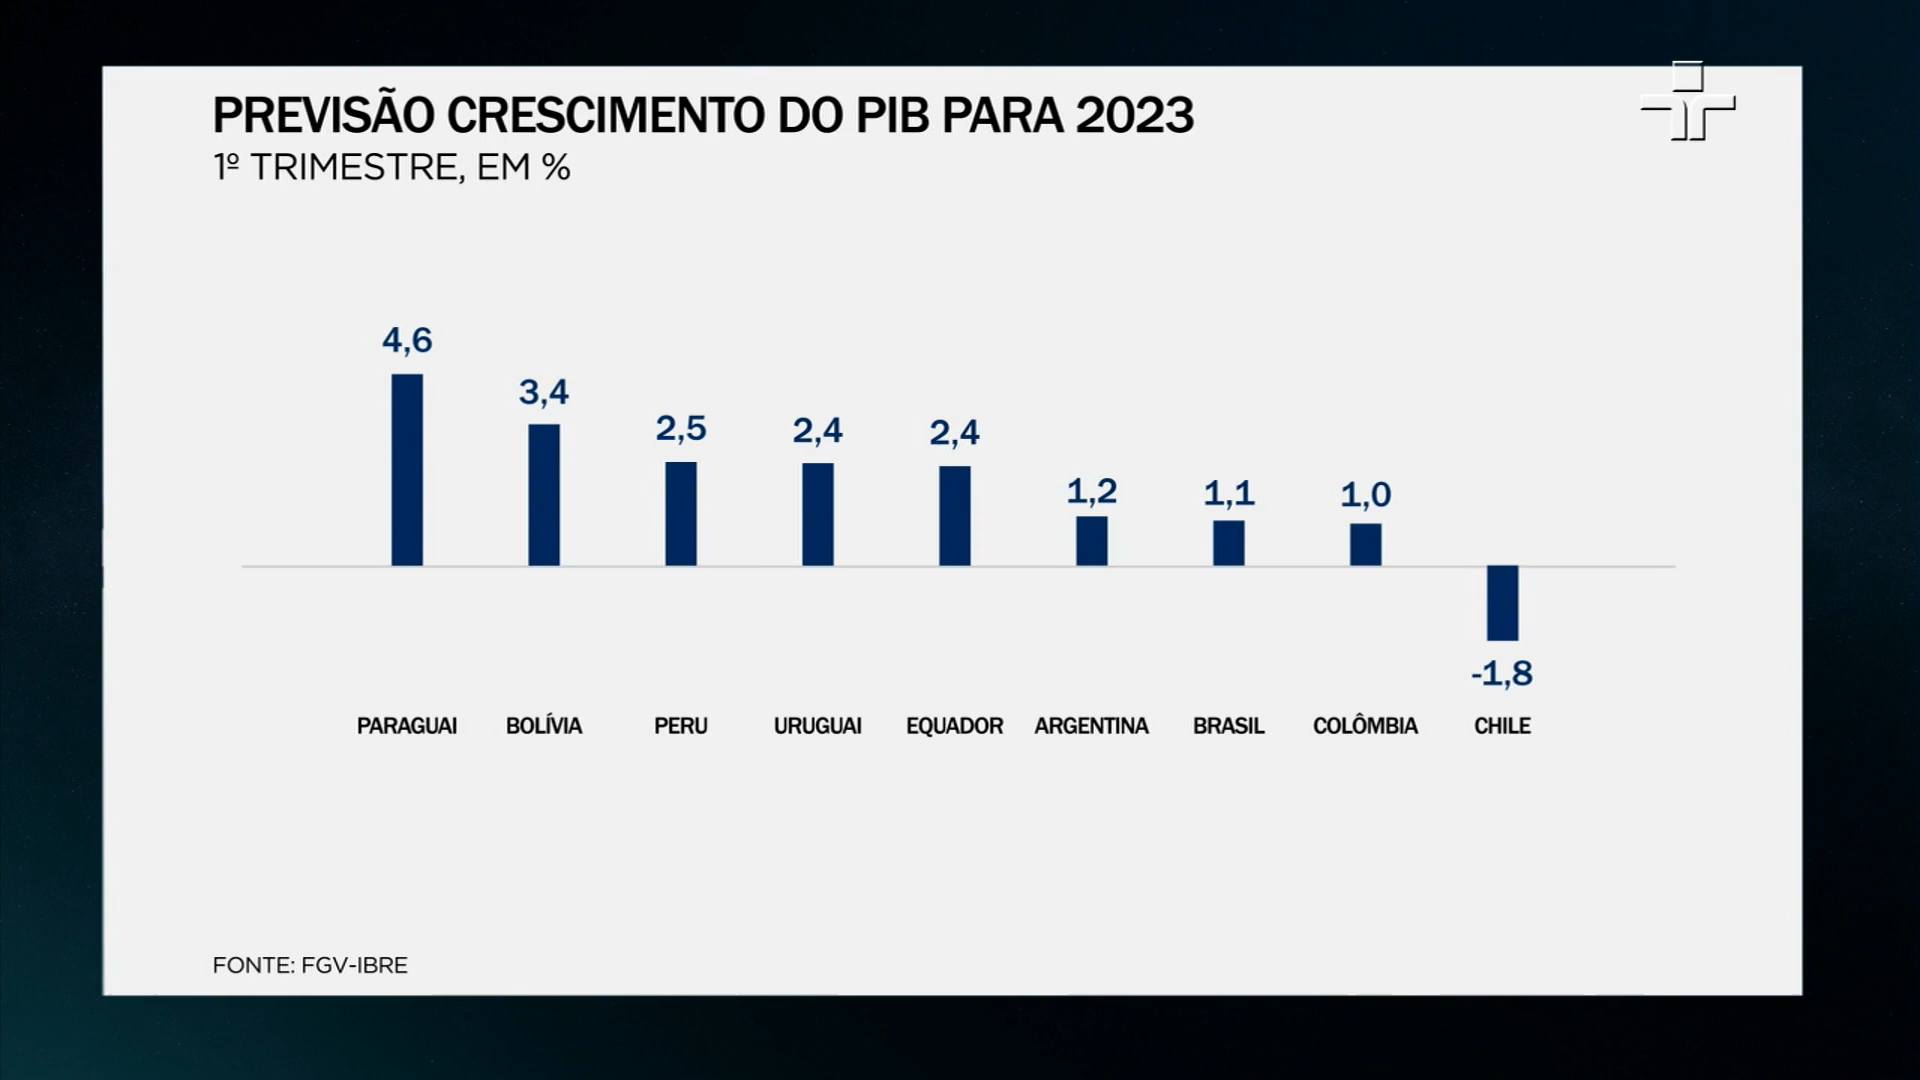 PREVISÃO CRESCIMENTO DO PIB PARA 2023
1º TRIMESTRE, EM %
4,6
3,4
2,5
2,4
2,4
1,2
1,1
1,0
-1,8
PARAGUAI BOLÍVIA PERU URUGUAI EQUADOR ARGENTINA BRASIL COLÔMBIA CHILE
FONTE: FGV-IBRE